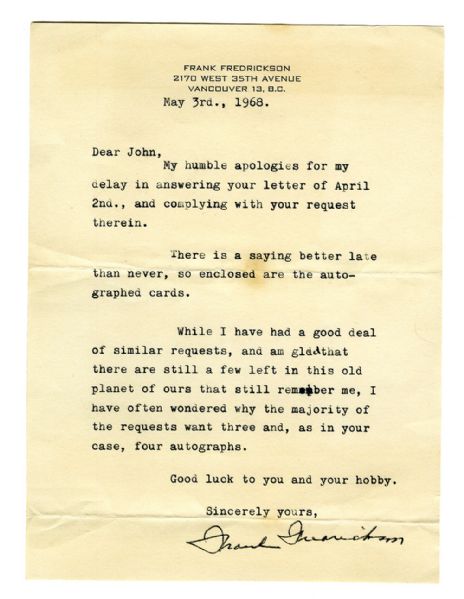 FRANK FREDRICKSON
2170 WEST 35TH AVENUE
VANCOUVER 13, B.C.
May 3rd., 1968.
Dear John,
My humble apologies for my
delay in answering your letter of April
2nd., and complying with your request
therein.
There is a saying better late
than never, so enclosed are the auto-
graphed cards.
While I have had a good deal
of similar requests, and am glad that
there are still a few left in this old
planet of ours that still remember me, I
have often wondered why the majority of
the requests want three and, as in your
case, four autographs.
Good luck to you and your hobby.
Sincerely yours,
Frank Fredrickson